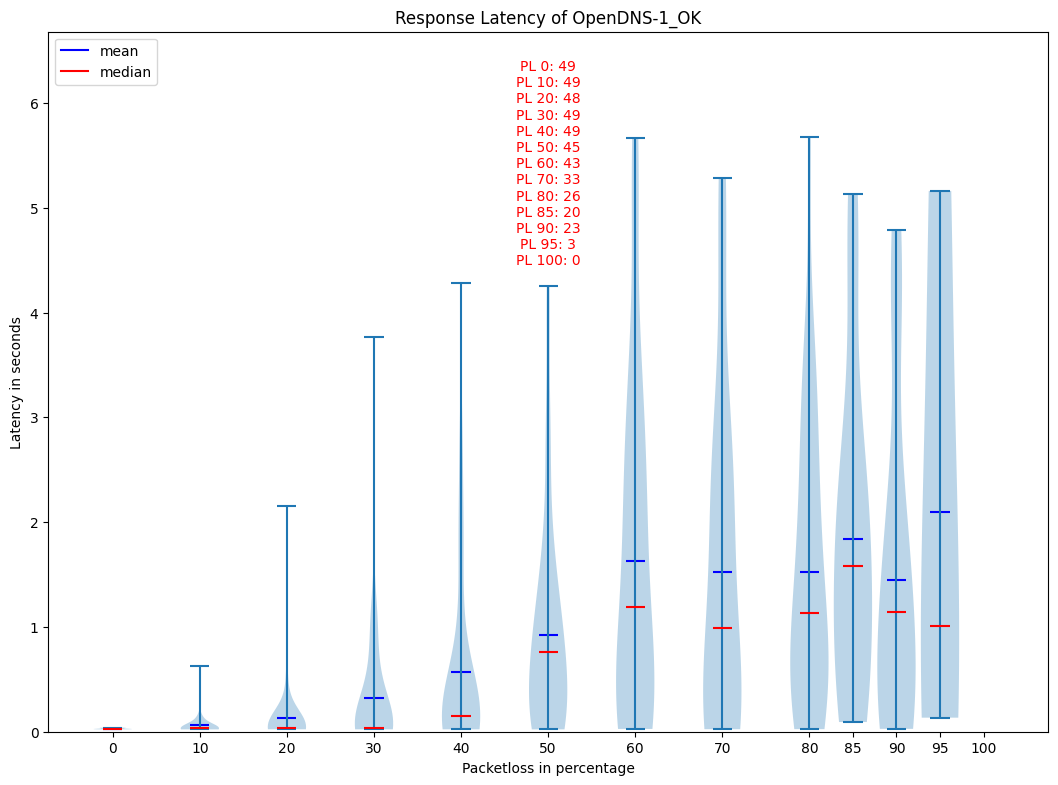 Response Latency of OpenDNS-1_OK
mean
median
PL 0: 49
PL 10: 49
PL 20: 48
PL 30: 49
PL 40: 49
PL 50: 45
PL 60: 43
PL 70: 33
PL 80: 26
PL 85: 20
PL 90: 23
PL 95: 3
PL 100: 0
Latency in seconds
6
5
4
3
2
1
0
0 10 20 30 40 50 60 70 80 85 90 95 100
Packetloss in percentage